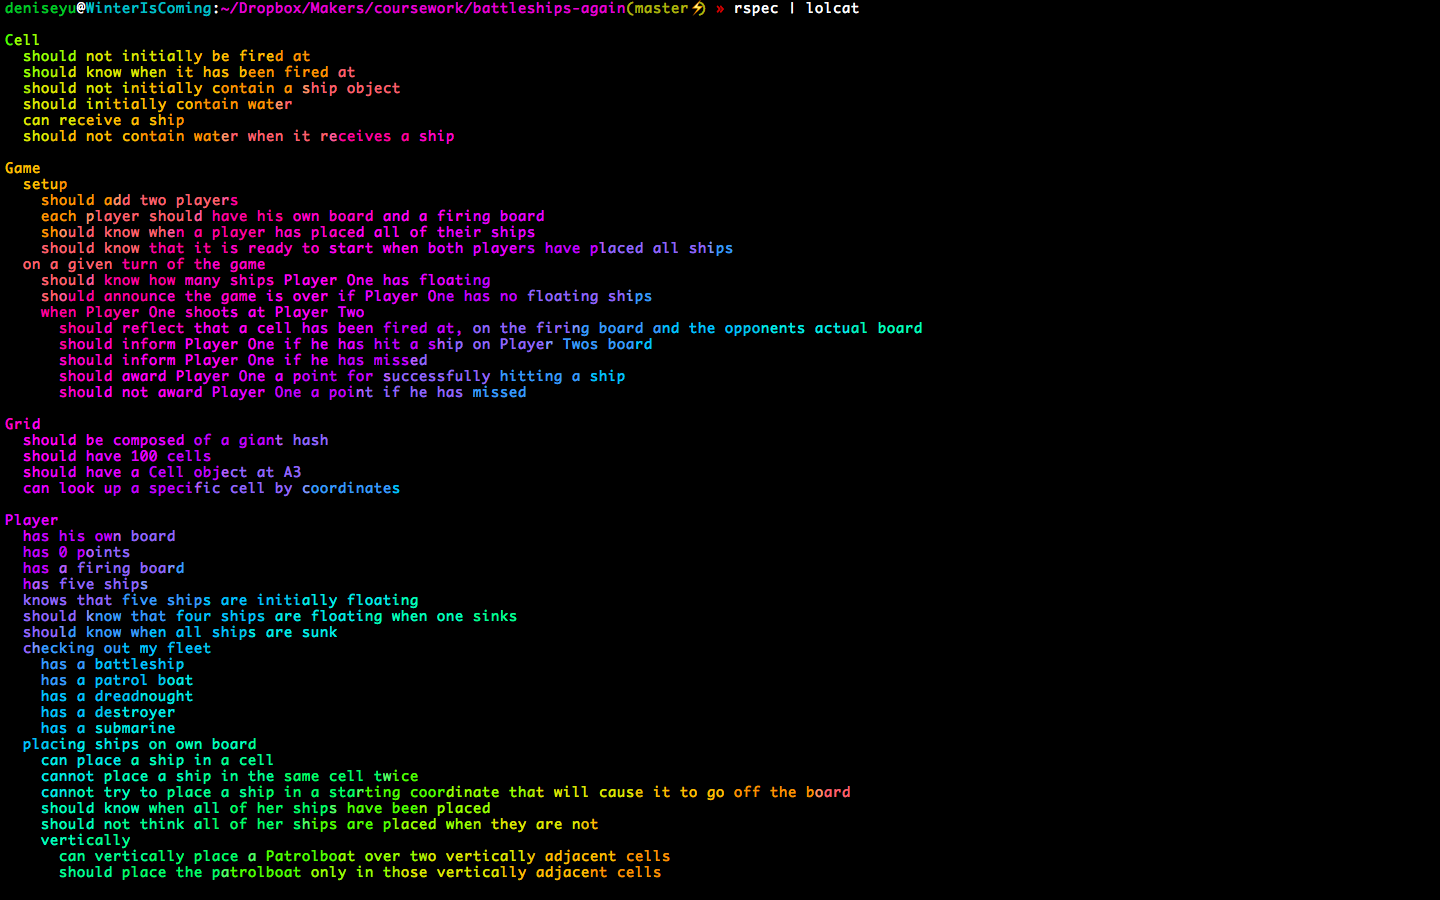 deniseyu@WinterIsComing:~/Dropbox/Makers/coursework/battleships-again(master⚡) » rspec | lolcat
Cell
should not initially be fired at
should know when it has been fired at
should not initially contain a ship object
should initially contain water
can receive a ship
should not contain water when it receives a ship
Game
setup
should add two players
each player should have his own board and a firing board
should know when a player has placed all of their ships
should know that it is ready to start when both players have placed all ships
on a given turn of the game
should know how many ships Player One has floating
should announce the game is over if Player One has no floating ships
when Player One shoots at Player Two
should reflect that a cell has been fired at, on the firing board and the opponents actual board
should inform Player One if he has hit a ship on Player Twos board
should inform Player One if he has missed
should award Player One a point for successfully hitting a ship
should not award Player One a point if he has missed
Grid
should be composed of a giant hash
should have 100 cells
should have a Cell object at A3
can look up a specific cell by coordinates
Player
has his own board
has 0 points
has a firing board
has five ships
knows that five ships are initially floating
should know that four ships are floating when one sinks
should know when all ships are sunk
checking out my fleet
has a battleship
has a patrol boat
has a dreadnought
has a destroyer
has a submarine
placing ships on own board
can place a ship in a cell
cannot place a ship in the same cell twice
cannot try to place a ship in a starting coordinate that will cause it to go off the board
should know when all of her ships have been placed
should not think all of her ships are placed when they are not
vertically
can vertically place a Patrolboat over two vertically adjacent cells
should place the patrolboat only in those vertically adjacent cells